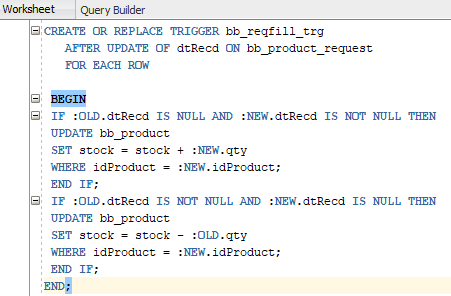 Worksheet Query Builder
CREATE OR REPLACE TRIGGER bb_reqfill_trg
AFTER UPDATE OF dtRecd ON bb_product_request
FOR EACH ROW
BEGIN
IF :OLD.dtRecd IS NULL AND :NEW.dtRecd IS NOT NULL THEN
UPDATE bb_product
SET stock = stock + :NEW.qty
WHERE idProduct = :NEW.idProduct;
END IF;
IF :OLD.dtRecd IS NOT NULL AND :NEW.dtRecd IS NULL THEN
UPDATE bb_product
SET stock = stock - :OLD.qty
WHERE idProduct = :NEW.idProduct;
END IF;
END;